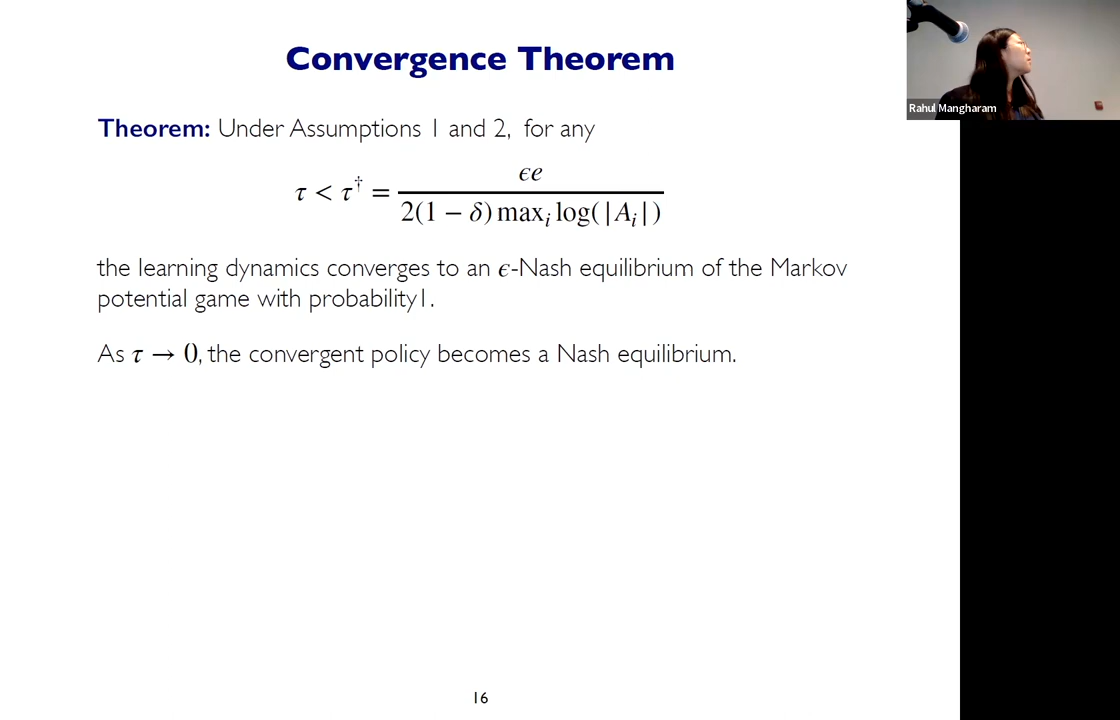 Convergence Theorem
Rahul Mangharam
Theorem: Under Assumptions 1 and 2, for any
τ < τ† = ϵe / 2(1 − δ) maxᵢ log(|Aᵢ|)
the learning dynamics converges to an ϵ-Nash equilibrium of the Markov
potential game with probability1.
As τ → 0, the convergent policy becomes a Nash equilibrium.
16